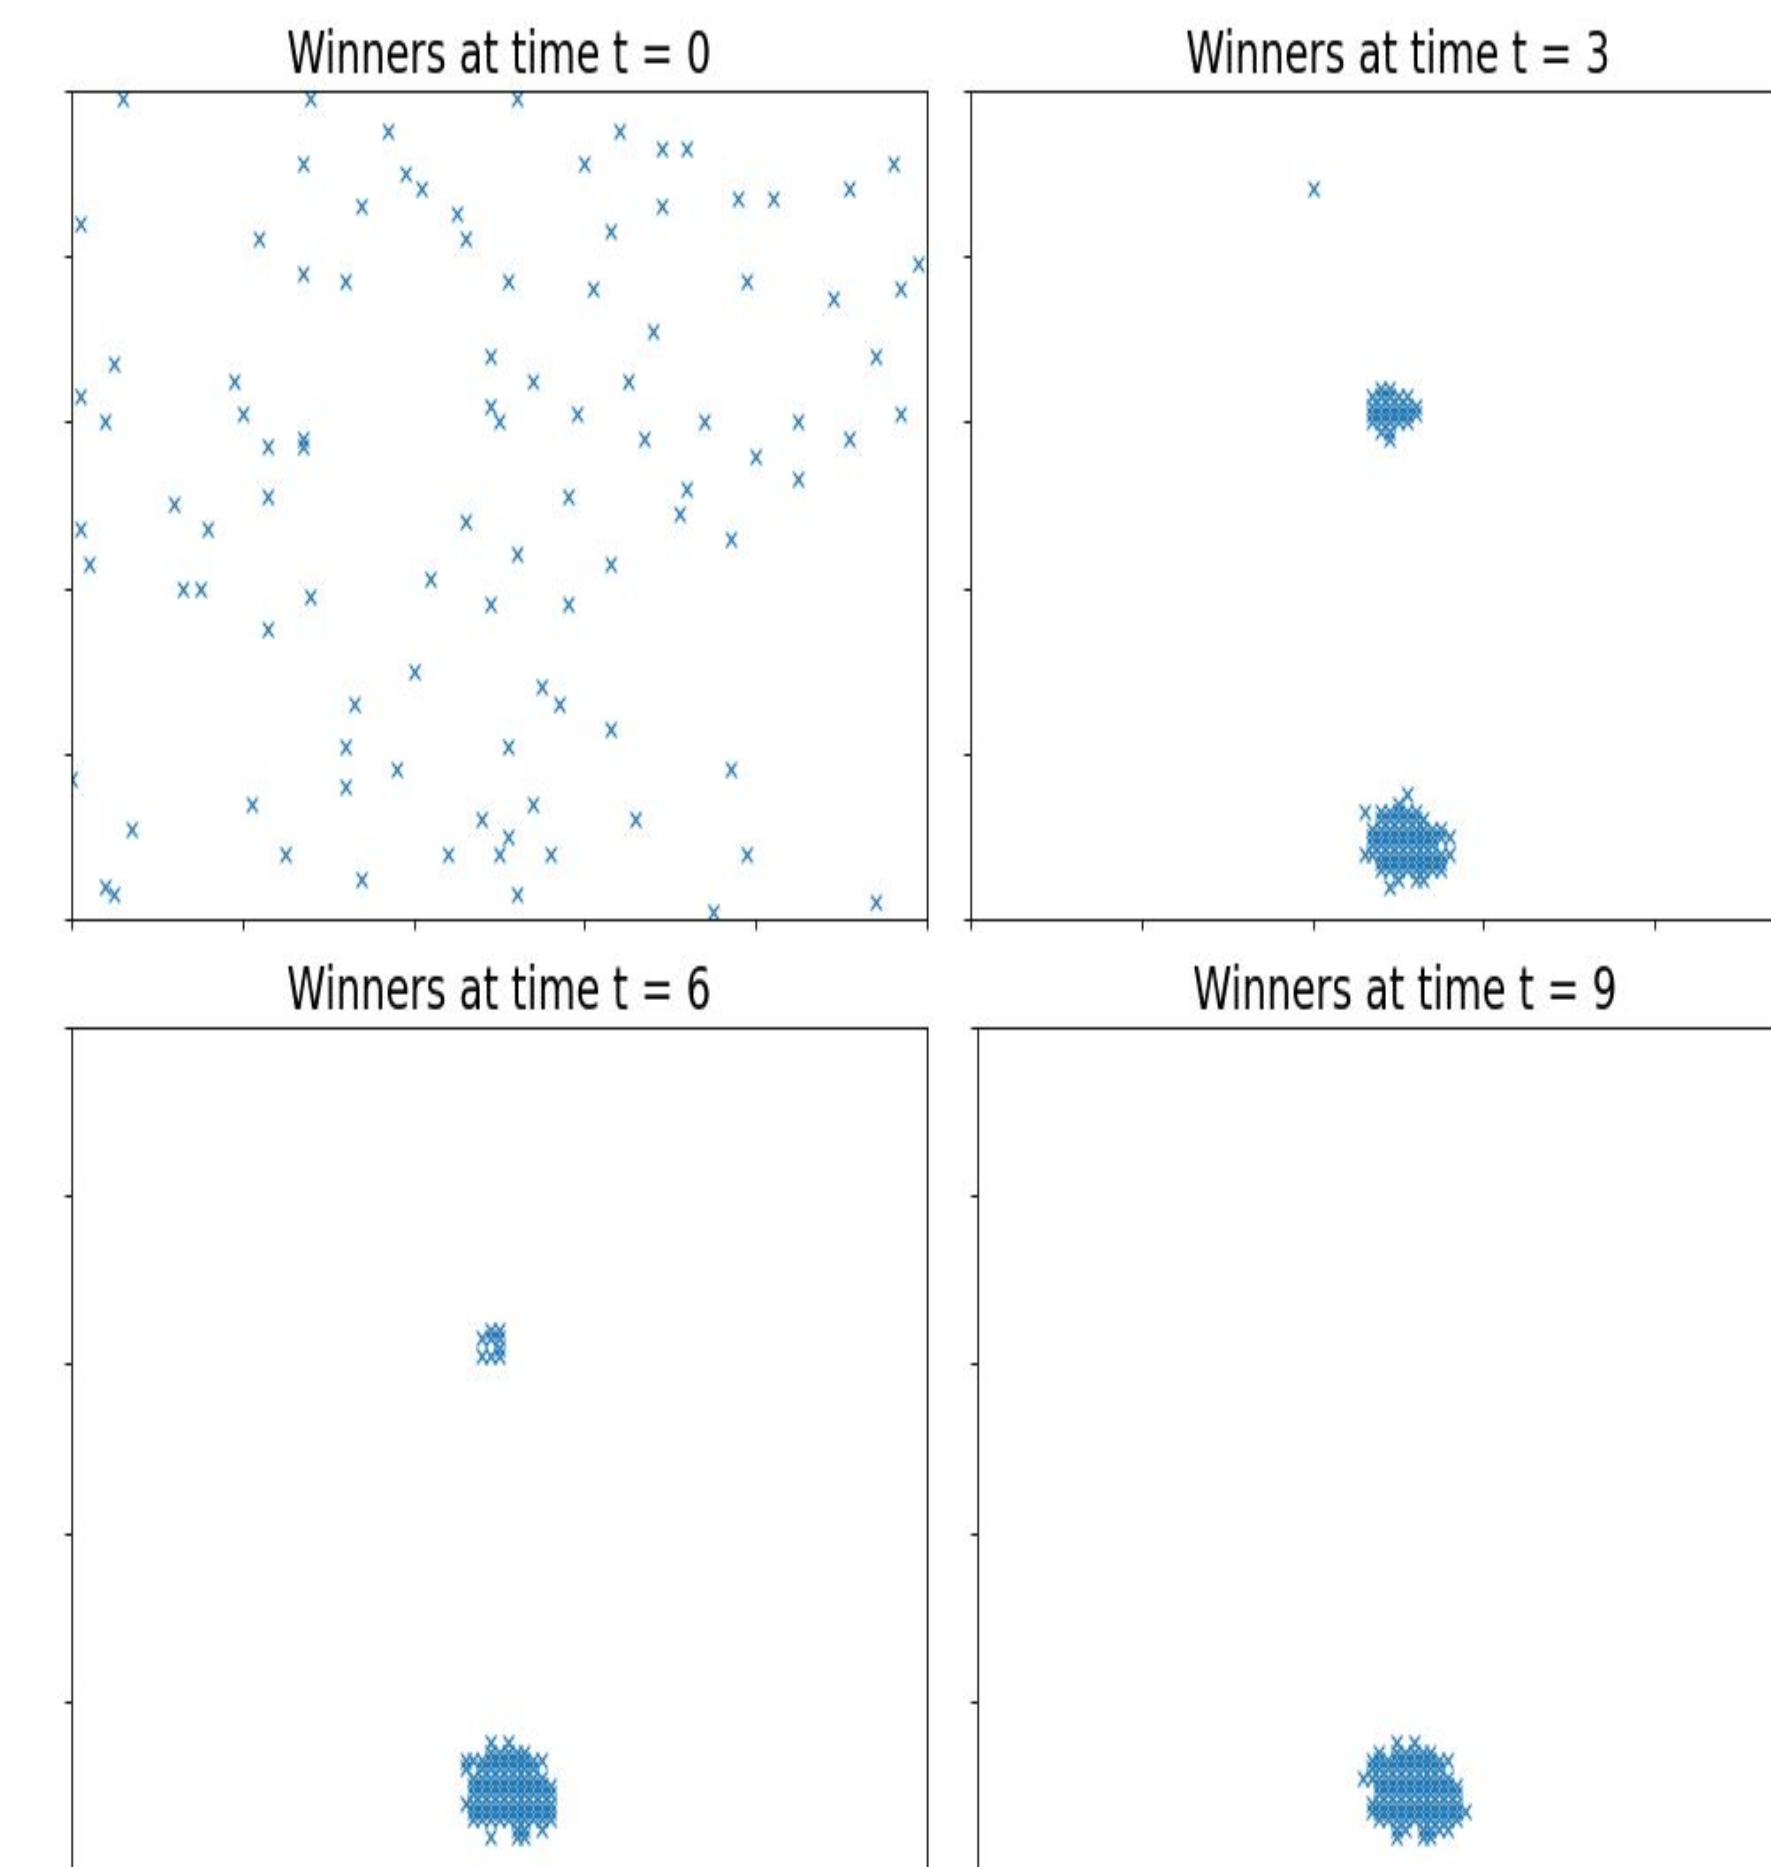 Winners at time t = 0
Winners at time t = 3
Winners at time t = 6
Winners at time t = 9